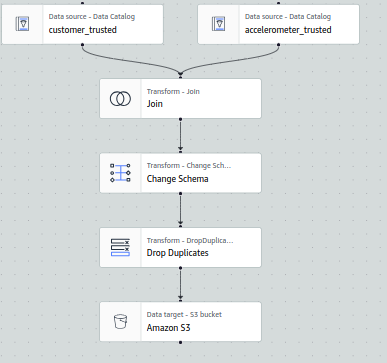 Data source - Data Catalog
customer_trusted
Data source - Data Catalog
accelerometer_trusted
Transform - Join
Join
Transform - Change Sch...
Change Schema
Transform - DropDuplica...
Drop Duplicates
Data target - S3 bucket
Amazon S3